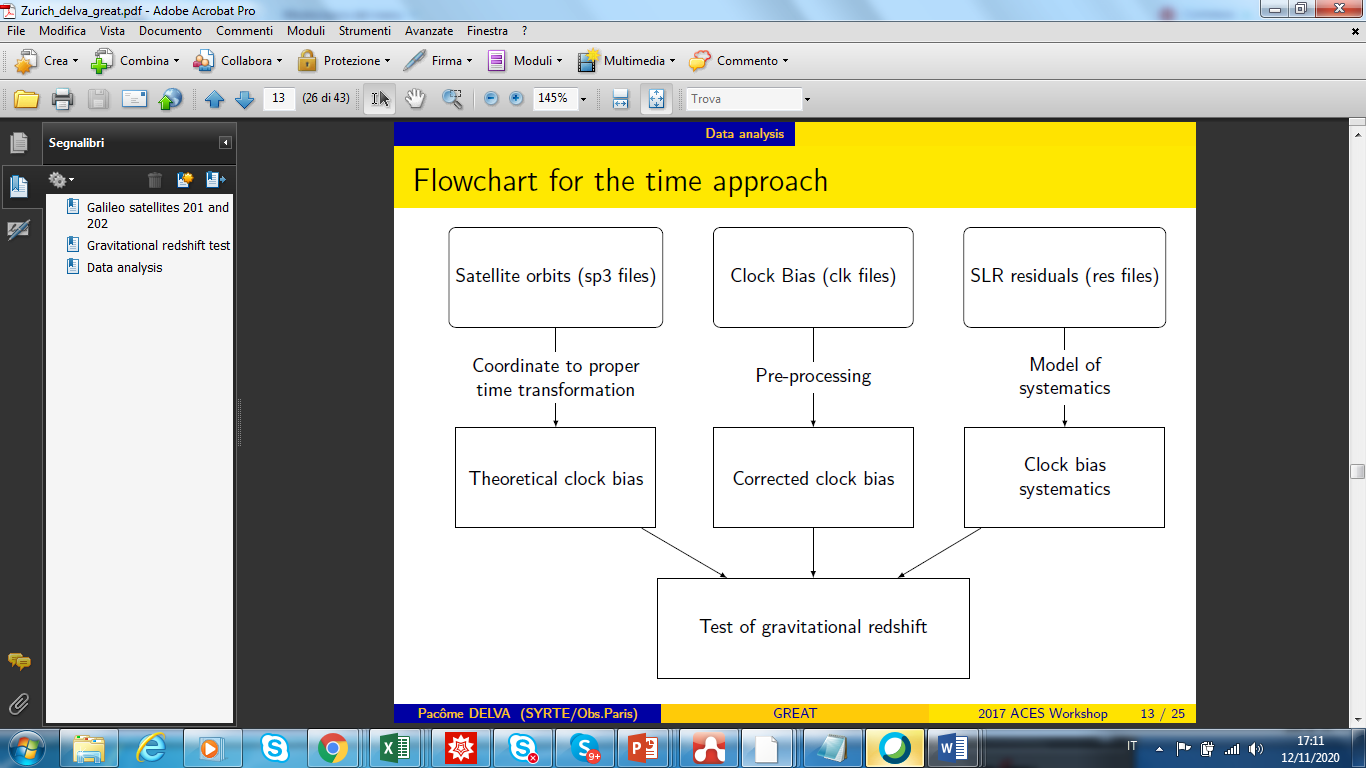 Zurich_delva_great.pdf - Adobe Acrobat Pro
File Modifica Vista Documento Commenti Moduli Strumenti Avanzate Finestra ?
Crea Combina Collabora Protezione Firma Moduli Multimedia Commento
13 (26 di 43) 145% Trova
Segnalibri
Galileo satellites 201 and
202
Gravitational redshift test
Data analysis
Data analysis
Flowchart for the time approach
Satellite orbits (sp3 files) Clock Bias (clk files) SLR residuals (res files)
Coordinate to proper
time transformation
Pre-processing
Model of
systematics
Theoretical clock bias
Corrected clock bias
Clock bias
systematics
Test of gravitational redshift
Pacôme DELVA (SYRTE/Obs.Paris) GREAT 2017 ACES Workshop 13 / 25
IT
17:11
12/11/2020